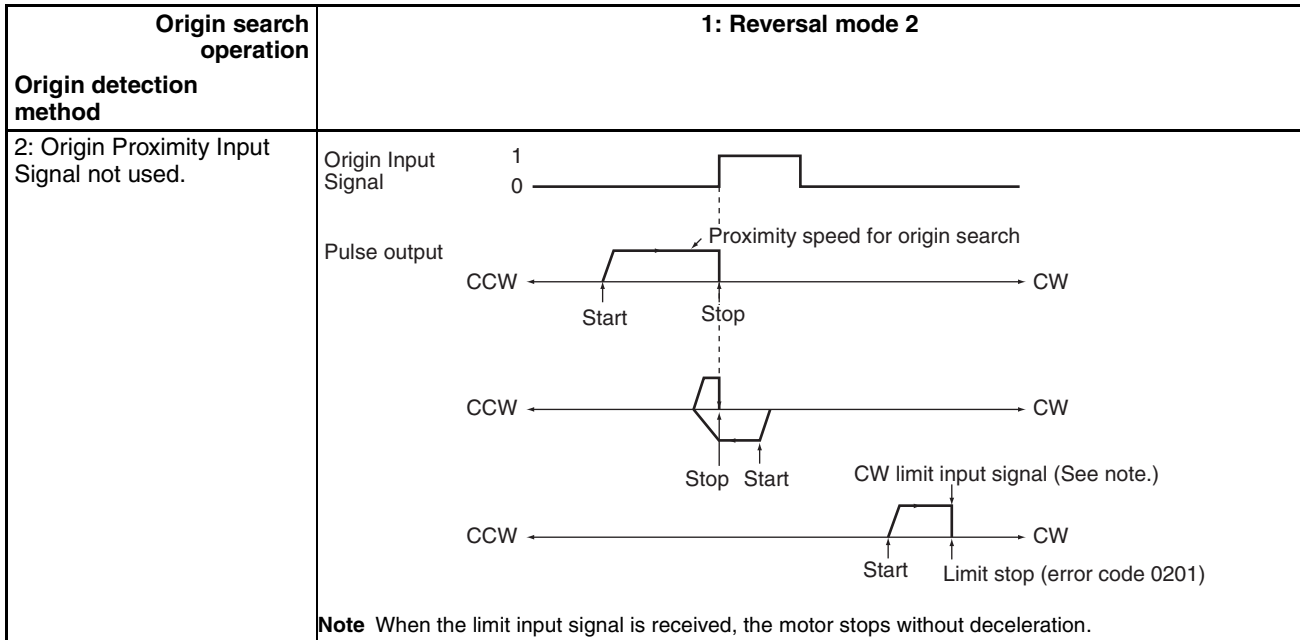 Origin search
operation
1: Reversal mode 2
Origin detection
method
2: Origin Proximity Input
Signal not used.
Origin Input
Signal
1
0
Pulse output
Proximity speed for origin search
CCW
CW
Start
Stop
CCW
CW
Stop
Start
CW limit input signal (See note.)
CCW
CW
Start
Limit stop (error code 0201)
Note When the limit input signal is received, the motor stops without deceleration.